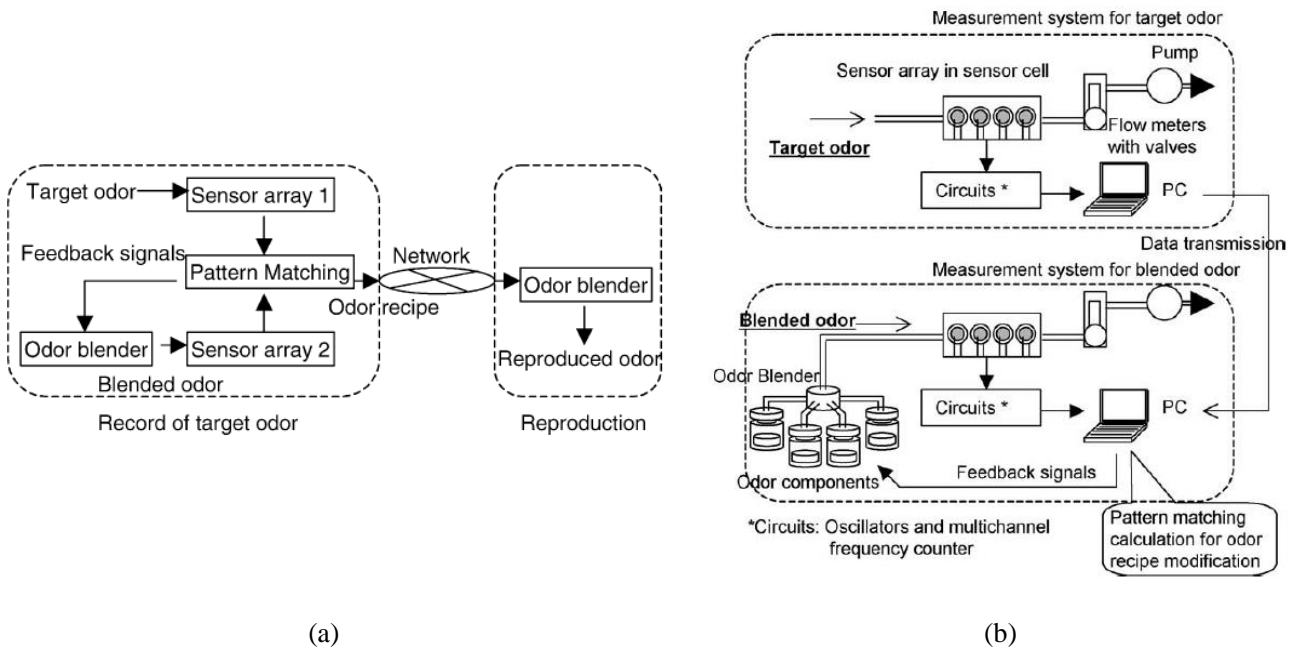 Target odor
Sensor array 1
Feedback signals
Pattern Matching
Network
Odor recipe
Odor blender
Odor blender
Sensor array 2
Reproduced odor
Blended odor
Record of target odor
Reproduction
(a)
Measurement system for target odor
Pump
Sensor array in sensor cell
Target odor
Flow meters
with valves
Circuits *
PC
Data transmission
Measurement system for blended odor
Blended odor
Odor Blender
Circuits *
PC
Feedback signals
Odor components
*Circuits: Oscillators and multichannel
frequency counter
Pattern matching
calculation for odor
recipe modification
(b)